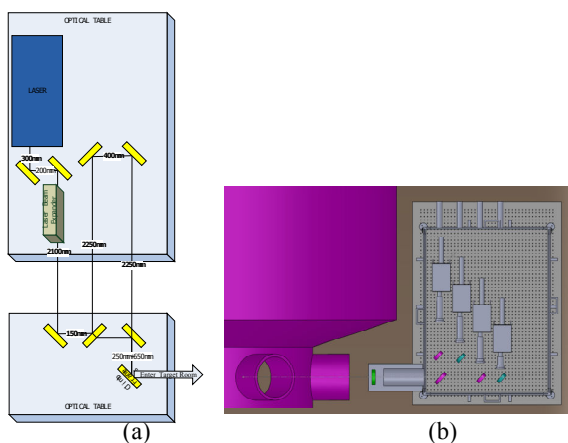 OPTICAL TABLE
LASER
300mm
200mm
400mm
Laser Beam
Expander
2100mm
2250mm
2250mm
150mm
250mm+650mm
Enter Target Room
OPTICAL TABLE
(a)
(b)